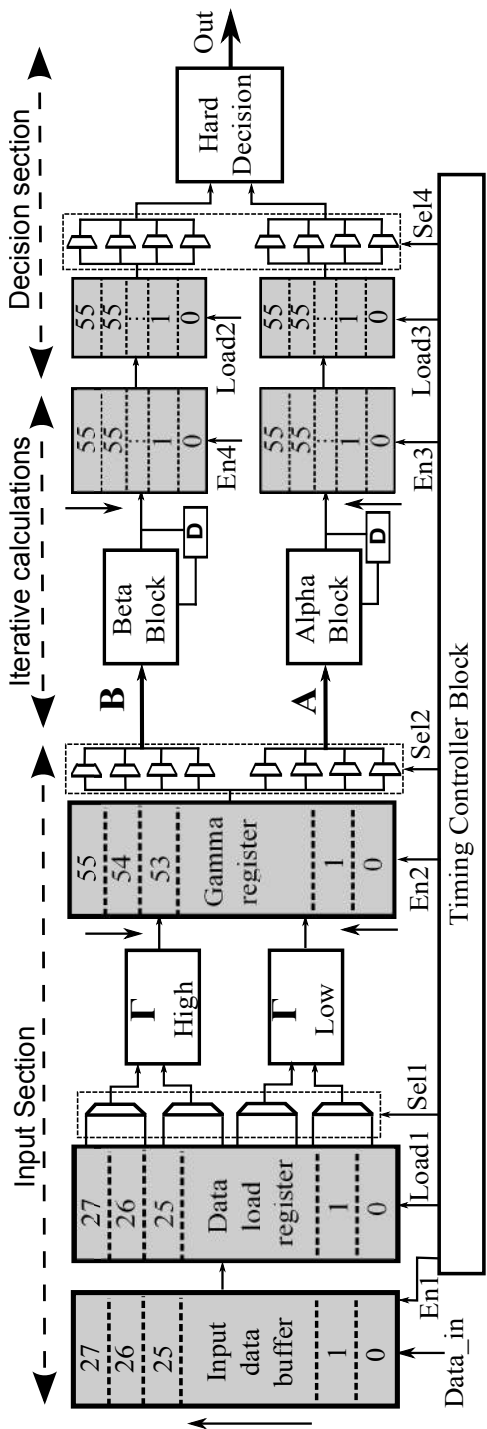 Input Section
Iterative calculations
Decision section
27
26
25
Input
data
buffer
1
0
Data_in
En1
27
26
25
Data
load
register
1
0
Load1
Sel1
Γ
High
Γ
Low
55
54
53
Gamma
register
1
0
En2
Sel2
B
A
Beta
Block
D
Alpha
Block
D
55
55
1
0
En4
55
55
1
0
En3
55
55
1
0
Load2
55
55
1
0
Load3
Sel4
Hard
Decision
Out
Timing Controller Block